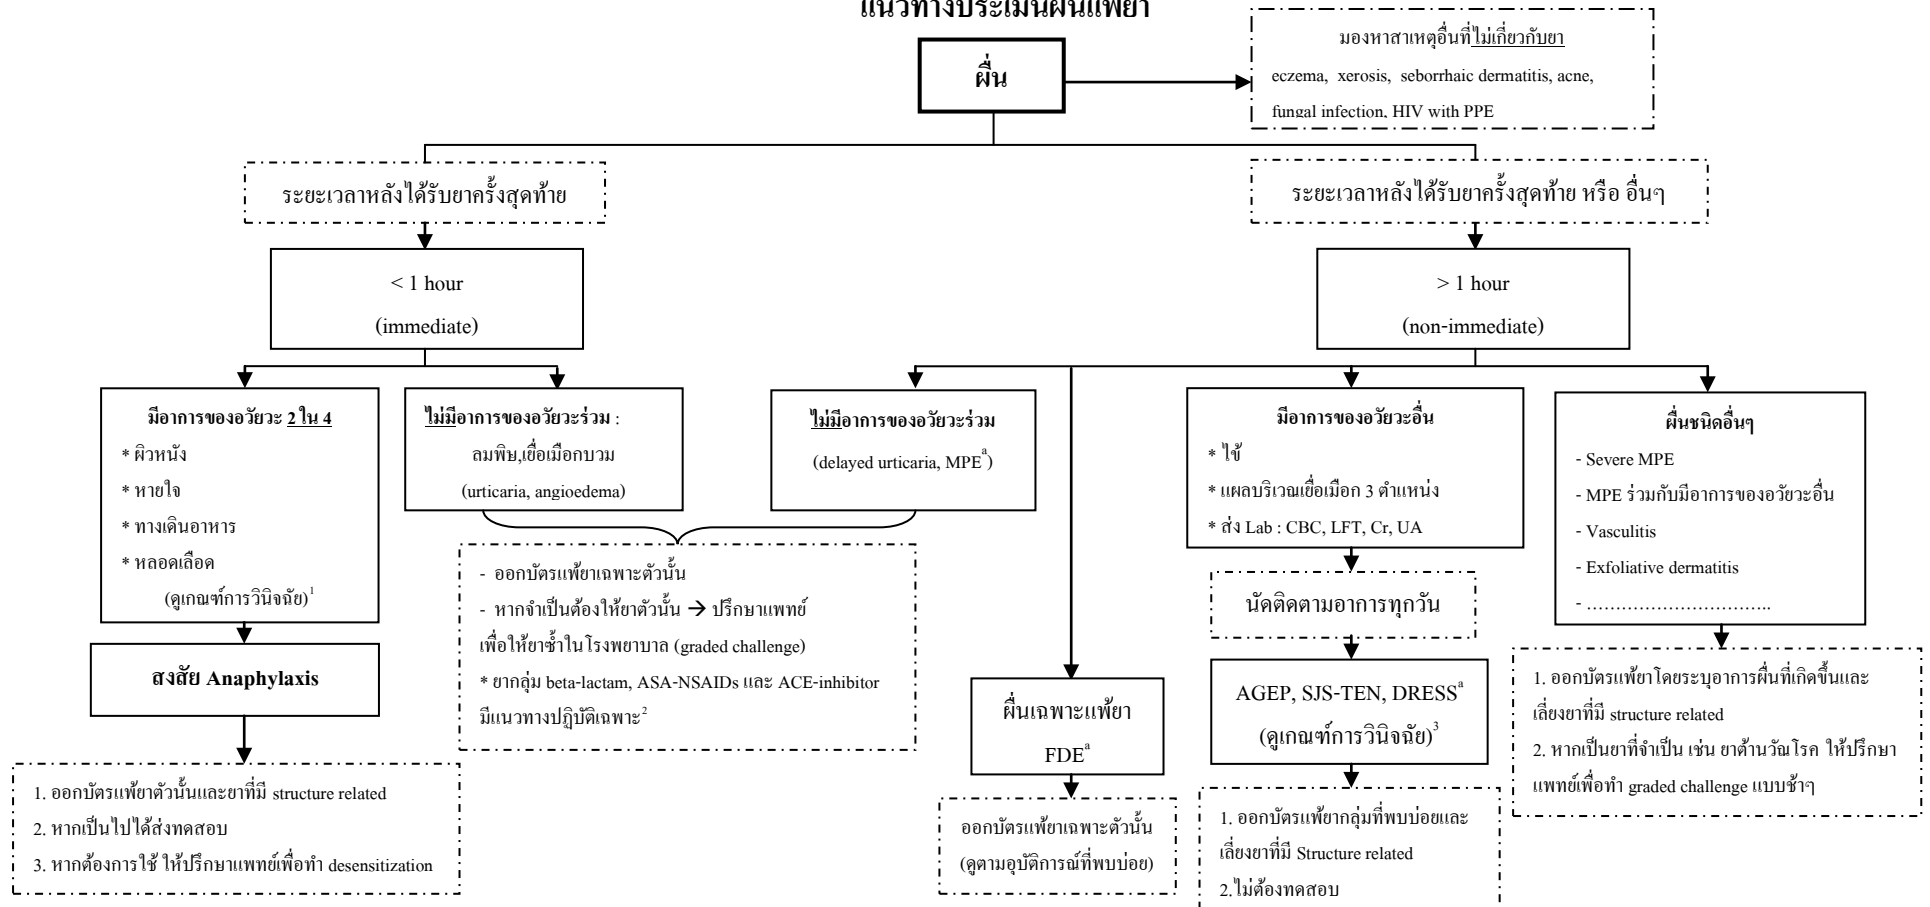 แนวทางประเมินผื่นแพ้ยา
ผื่น
มองหาสาเหตุอื่นที่ไม่เกี่ยวกับยา
eczema, xerosis, seborrhaic dermatitis, acne,
fungal infection, HIV with PPE
ระยะเวลาหลังได้รับยาครั้งสุดท้าย
ระยะเวลาหลังได้รับยาครั้งสุดท้าย หรือ อื่นๆ
< 1 hour
(immediate)
> 1 hour
(non-immediate)
มีอาการของอวัยวะ 2 ใน 4
* ผิวหนัง
* หายใจ
* ทางเดินอาหาร
* หลอดเลือด
(ดูเกณฑ์การวินิจฉัย)1
ไม่มีอาการของอวัยวะร่วม :
ลมพิษ,เยื่อเมือกบวม
(urticaria, angioedema)
ไม่มีอาการของอวัยวะร่วม
(delayed urticaria, MPEa)
มีอาการของอวัยวะอื่น
* ไข้
* แผลบริเวณเยื่อเมือก 3 ตำแหน่ง
* ส่ง Lab : CBC, LFT, Cr, UA
ผื่นชนิดอื่นๆ
- Severe MPE
- MPE ร่วมกับมีอาการของอวัยวะอื่น
- Vasculitis
- Exfoliative dermatitis
- …………………………..
- ออกบัตรแพ้ยาเฉพาะตัวนั้น
- หากจำเป็นต้องให้ยาตัวนั้น → ปรึกษาแพทย์
เพื่อให้ยาซ้ำในโรงพยาบาล (graded challenge)
* ยากลุ่ม beta-lactam, ASA-NSAIDs และ ACE-inhibitor
มีแนวทางปฏิบัติเฉพาะ2
นัดติดตามอาการทุกวัน
สงสัย Anaphylaxis
ผื่นเฉพาะแพ้ยา
FDEa
AGEP, SJS-TEN, DRESSa
(ดูเกณฑ์การวินิจฉัย)3
1. ออกบัตรแพ้ยาโดยระบุอาการผื่นที่เกิดขึ้นและ
เลี่ยงยาที่มี structure related
2. หากเป็นยาที่จำเป็น เช่น ยาต้านวัณโรค ให้ปรึกษา
แพทย์เพื่อทำ graded challenge แบบช้าๆ
1. ออกบัตรแพ้ยาตัวนั้นและยาที่มี structure related
2. หากเป็นไปได้ส่งทดสอบ
3. หากต้องการใช้ ให้ปรึกษาแพทย์เพื่อทำ desensitization
ออกบัตรแพ้ยาเฉพาะตัวนั้น
(ดูตามอุบัติการณ์ที่พบบ่อย)
1. ออกบัตรแพ้ยากลุ่มที่พบบ่อยและ
เลี่ยงยาที่มี Structure related
2.ไม่ต้องทดสอบ